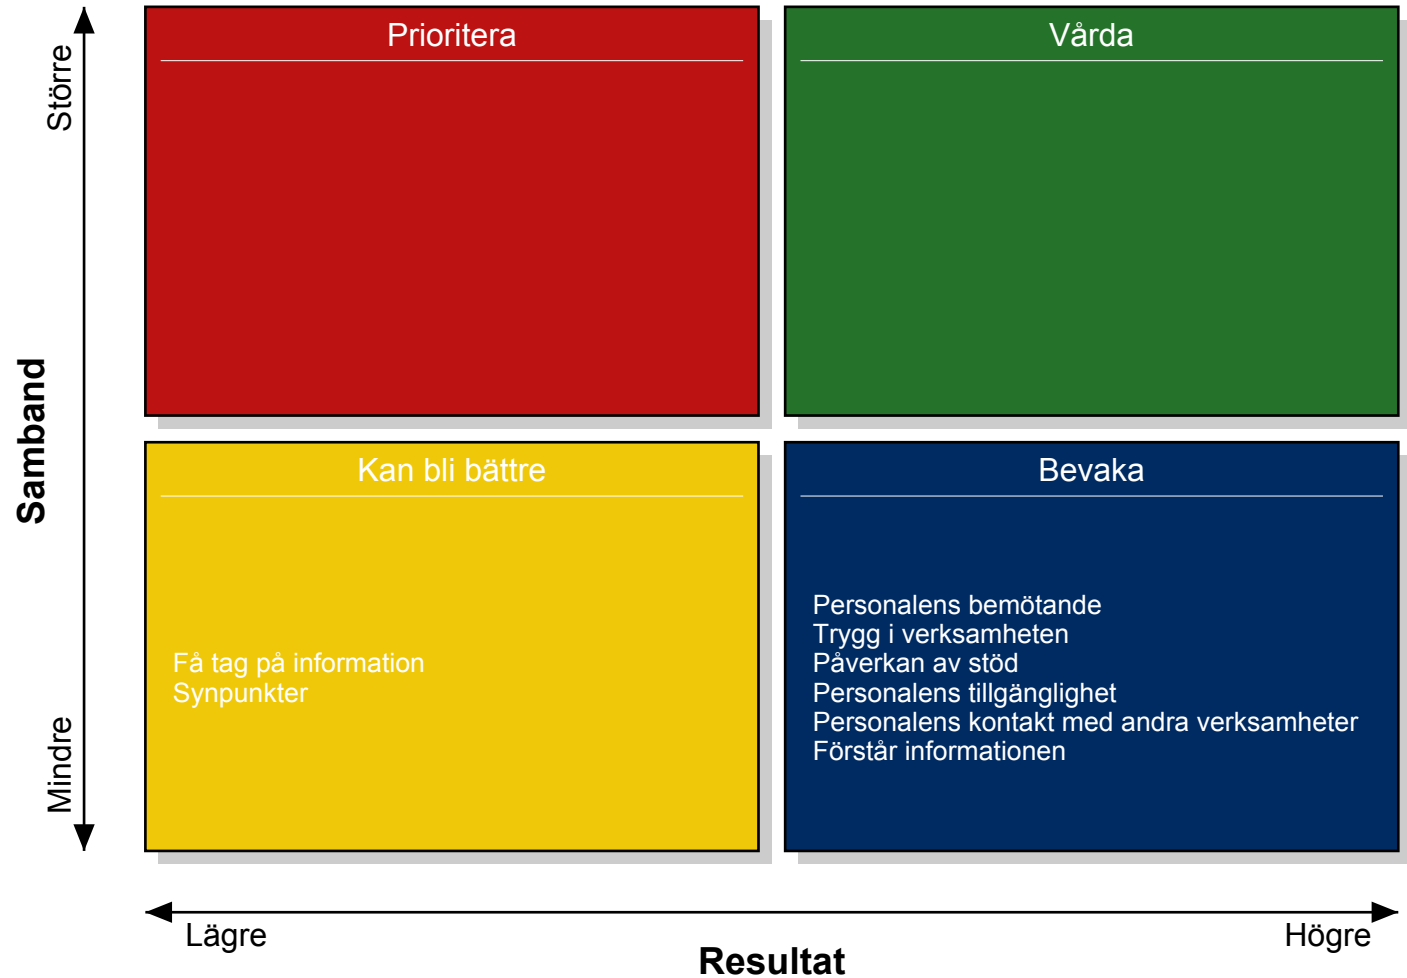 Större
Samband
Mindre
Prioritera
Vårda
Kan bli bättre
Få tag på information
Synpunkter
Bevaka
Personalens bemötande
Trygg i verksamheten
Påverkan av stöd
Personalens tillgänglighet
Personalens kontakt med andra verksamheter
Förstår informationen
Lägre
Resultat
Högre